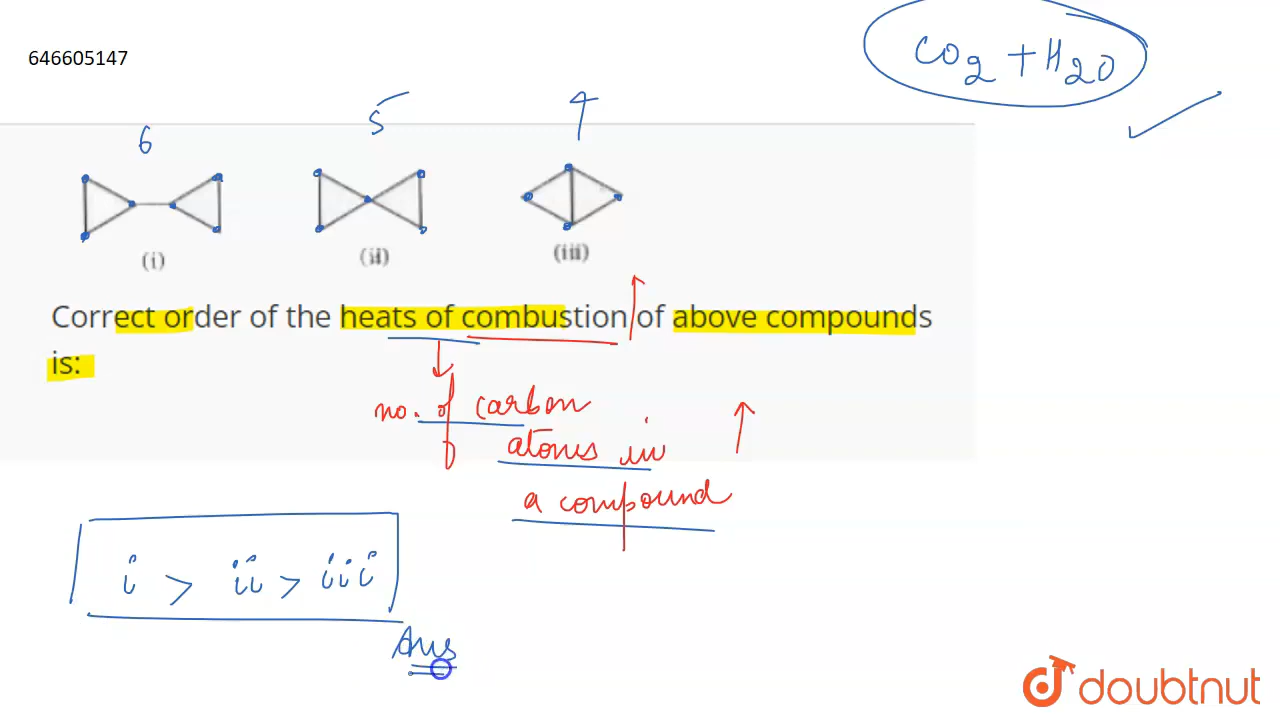 646605147
CO2 + H2O
6
5
4
(i)
(ii)
(iii)
Correct order of the heats of combustion of above compounds
is:
no. of carbon
atoms in
a compound
i > ii > iii
Ans
doubtnut